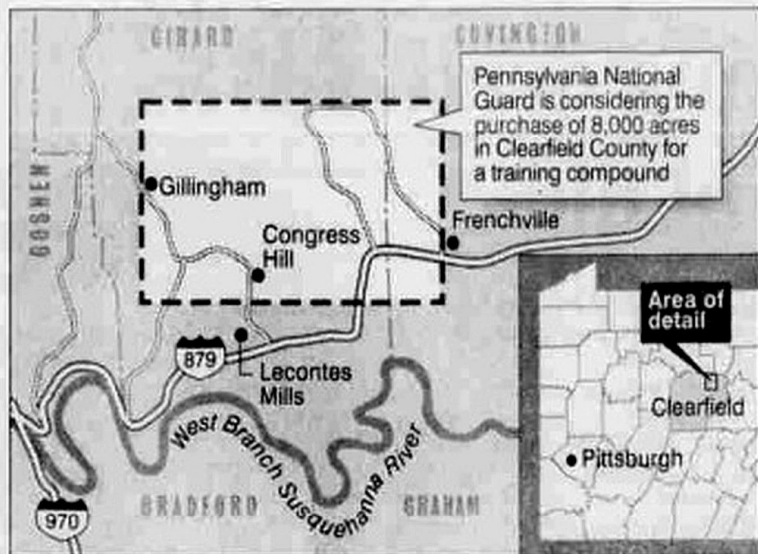 GIRARD
COVINGTON
Pennsylvania National
Guard is considering the
purchase of 8,000 acres
in Clearfield County for
a training compound
GOSHEN
Gillingham
Congress
Hill
Frenchville
879
Lecontes
Mills
West Branch Susquehanna River
BRADFORD
GRAHAM
970
Area of
detail
Clearfield
Pittsburgh